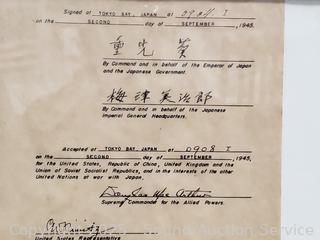 Signed at TOKYO BAY, JAPAN at 0904 I
on the SECOND day of SEPTEMBER, 1945.
重光葵
By Command and in behalf of the Emperor of Japan
and the Japanese Government.
梅津美治郎
By Command and in behalf of the Japanese
Imperial General Headquarters.
Accepted at TOKYO BAY, JAPAN at 0908 I
on the SECOND day of SEPTEMBER, 1945,
for the United States, Republic of China, United Kingdom and the
Union of Soviet Socialist Republics, and in the interests of the other
United Nations at war with Japan.
Douglas MacArthur
Supreme Commander for the Allied Powers.
C.W. Nimitz
United States Representative